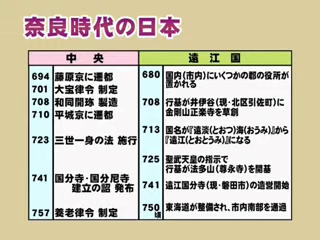 奈良時代の日本
中央
694 藤原京に遷都
701 大宝律令 制定
708 和同開珎 製造
710 平城京に遷都
723 三世一身の法 施行
741 国分寺・国分尼寺
建立の詔 発布
757 養老律令 制定
遠江国
680 国内(市内)にいくつかの郡の役所が
置かれる
708 行基が井伊谷(現・北区引佐町)に
金剛山正楽寺を草創
713 国名が『遠淡(とおつ)海(おうみ)』から
『遠江(とおとうみ)』になる
725 聖武天皇の指示で
行基が法多山(尊永寺)を開基
741 遠江国分寺(現・磐田市)の造営開始
750頃 東海道が整備され、市内南部を通過